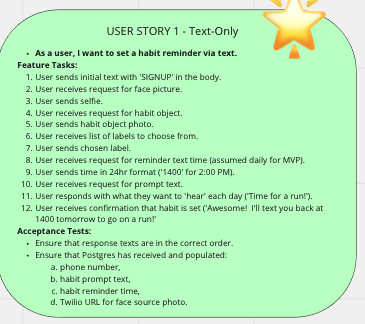 USER STORY 1 - Text-Only
• As a user, I want to set a habit reminder via text.
Feature Tasks:
1. User sends initial text with 'SIGNUP' in the body.
2. User receives request for face picture.
3. User sends selfie.
4. User receives request for habit object.
5. User sends habit object photo.
6. User receives list of labels to choose from.
7. User sends chosen label.
8. User receives request for reminder text time (assumed daily for MVP).
9. User sends time in 24hr format ('1400' for 2:00 PM).
10. User receives request for prompt text.
11. User responds with what they want to 'hear' each day ('Time for a run!').
12. User receives confirmation that habit is set ('Awesome! I'll text you back at
1400 tomorrow to go on a run!'
Acceptance Tests:
• Ensure that response texts are in the correct order.
• Ensure that Postgres has received and populated:
a. phone number,
b. habit prompt text,
c. habit reminder time,
d. Twilio URL for face source photo.